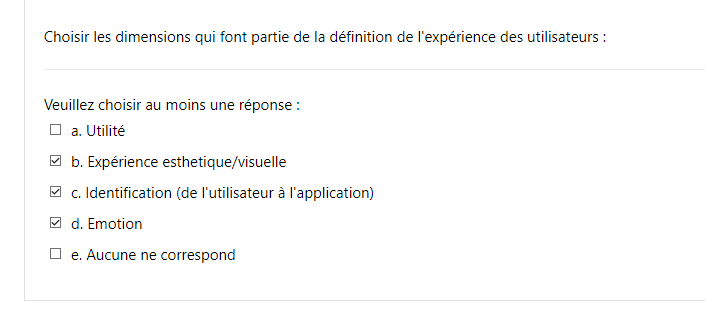 Choisir les dimensions qui font partie de la définition de l'expérience des utilisateurs :
Veuillez choisir au moins une réponse :
a. Utilité
b. Expérience esthetique/visuelle
c. Identification (de l'utilisateur à l'application)
d. Emotion
e. Aucune ne correspond